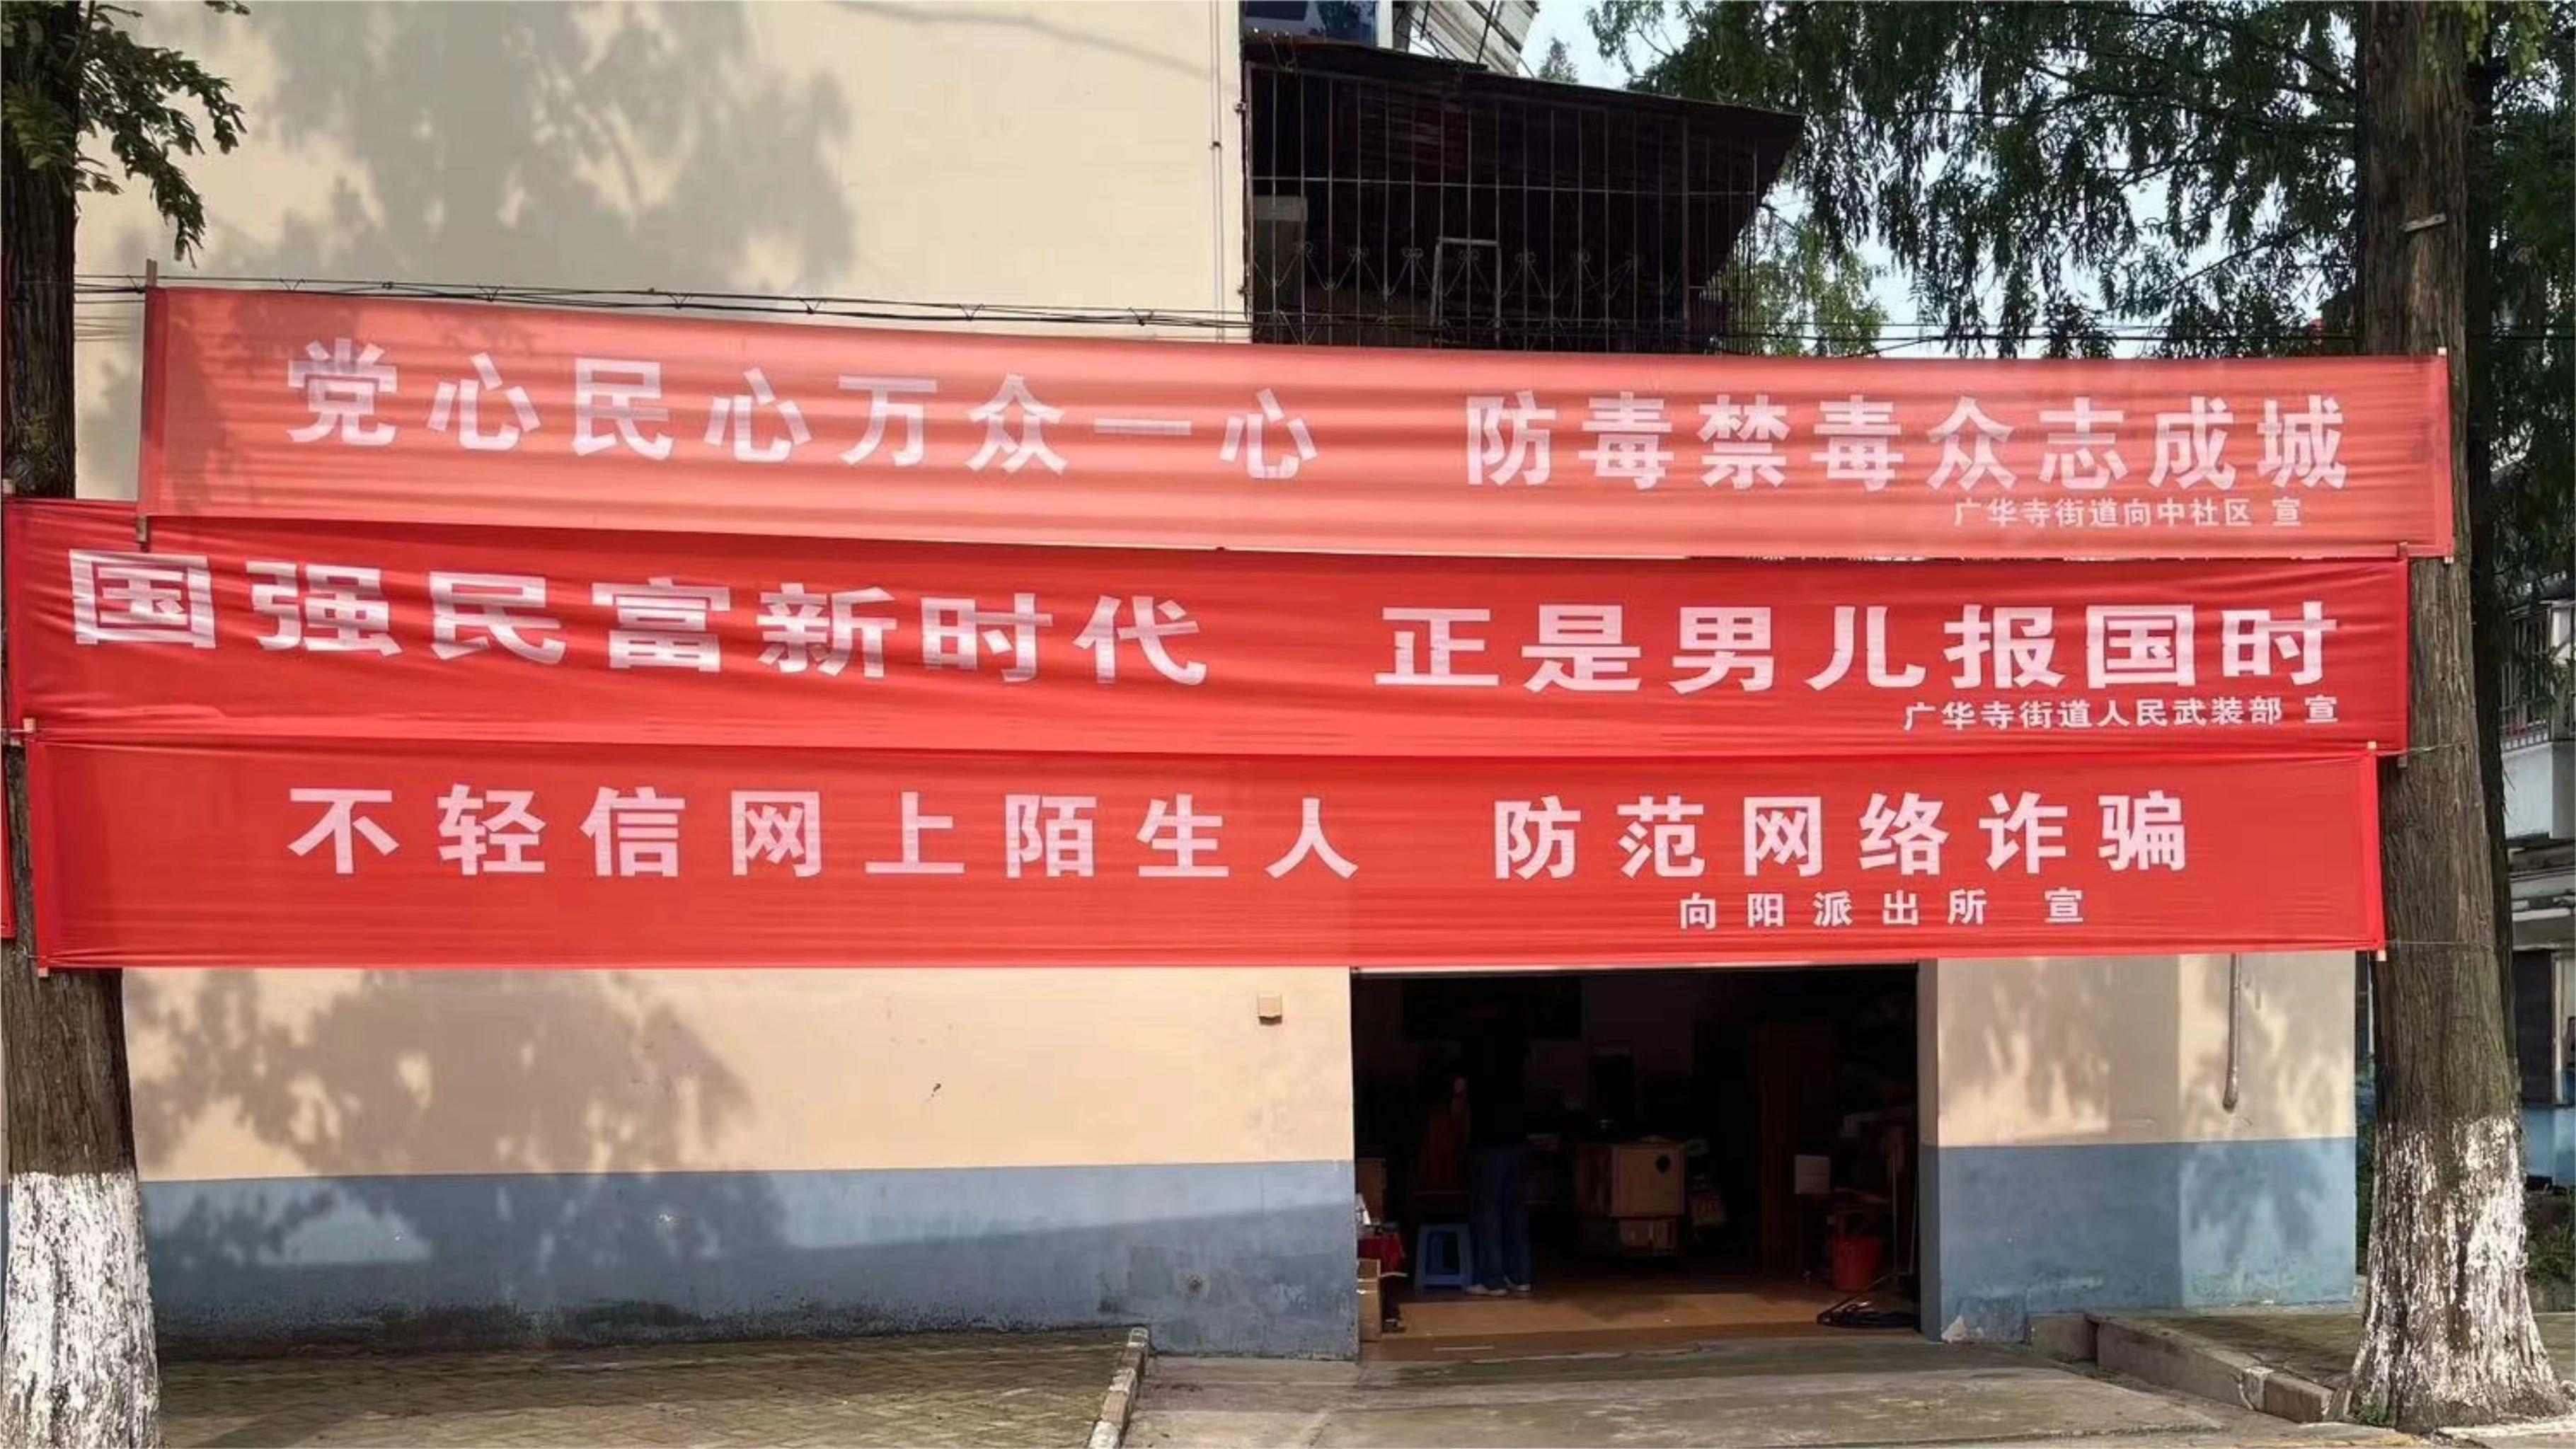 党心民心万众一心 防毒禁毒众志成城
广华寺街道向中社区 宣
国强民富新时代 正是男儿报国时
广华寺街道人民武装部 宣
不轻信网上陌生人 防范网络诈骗
向阳派出所 宣